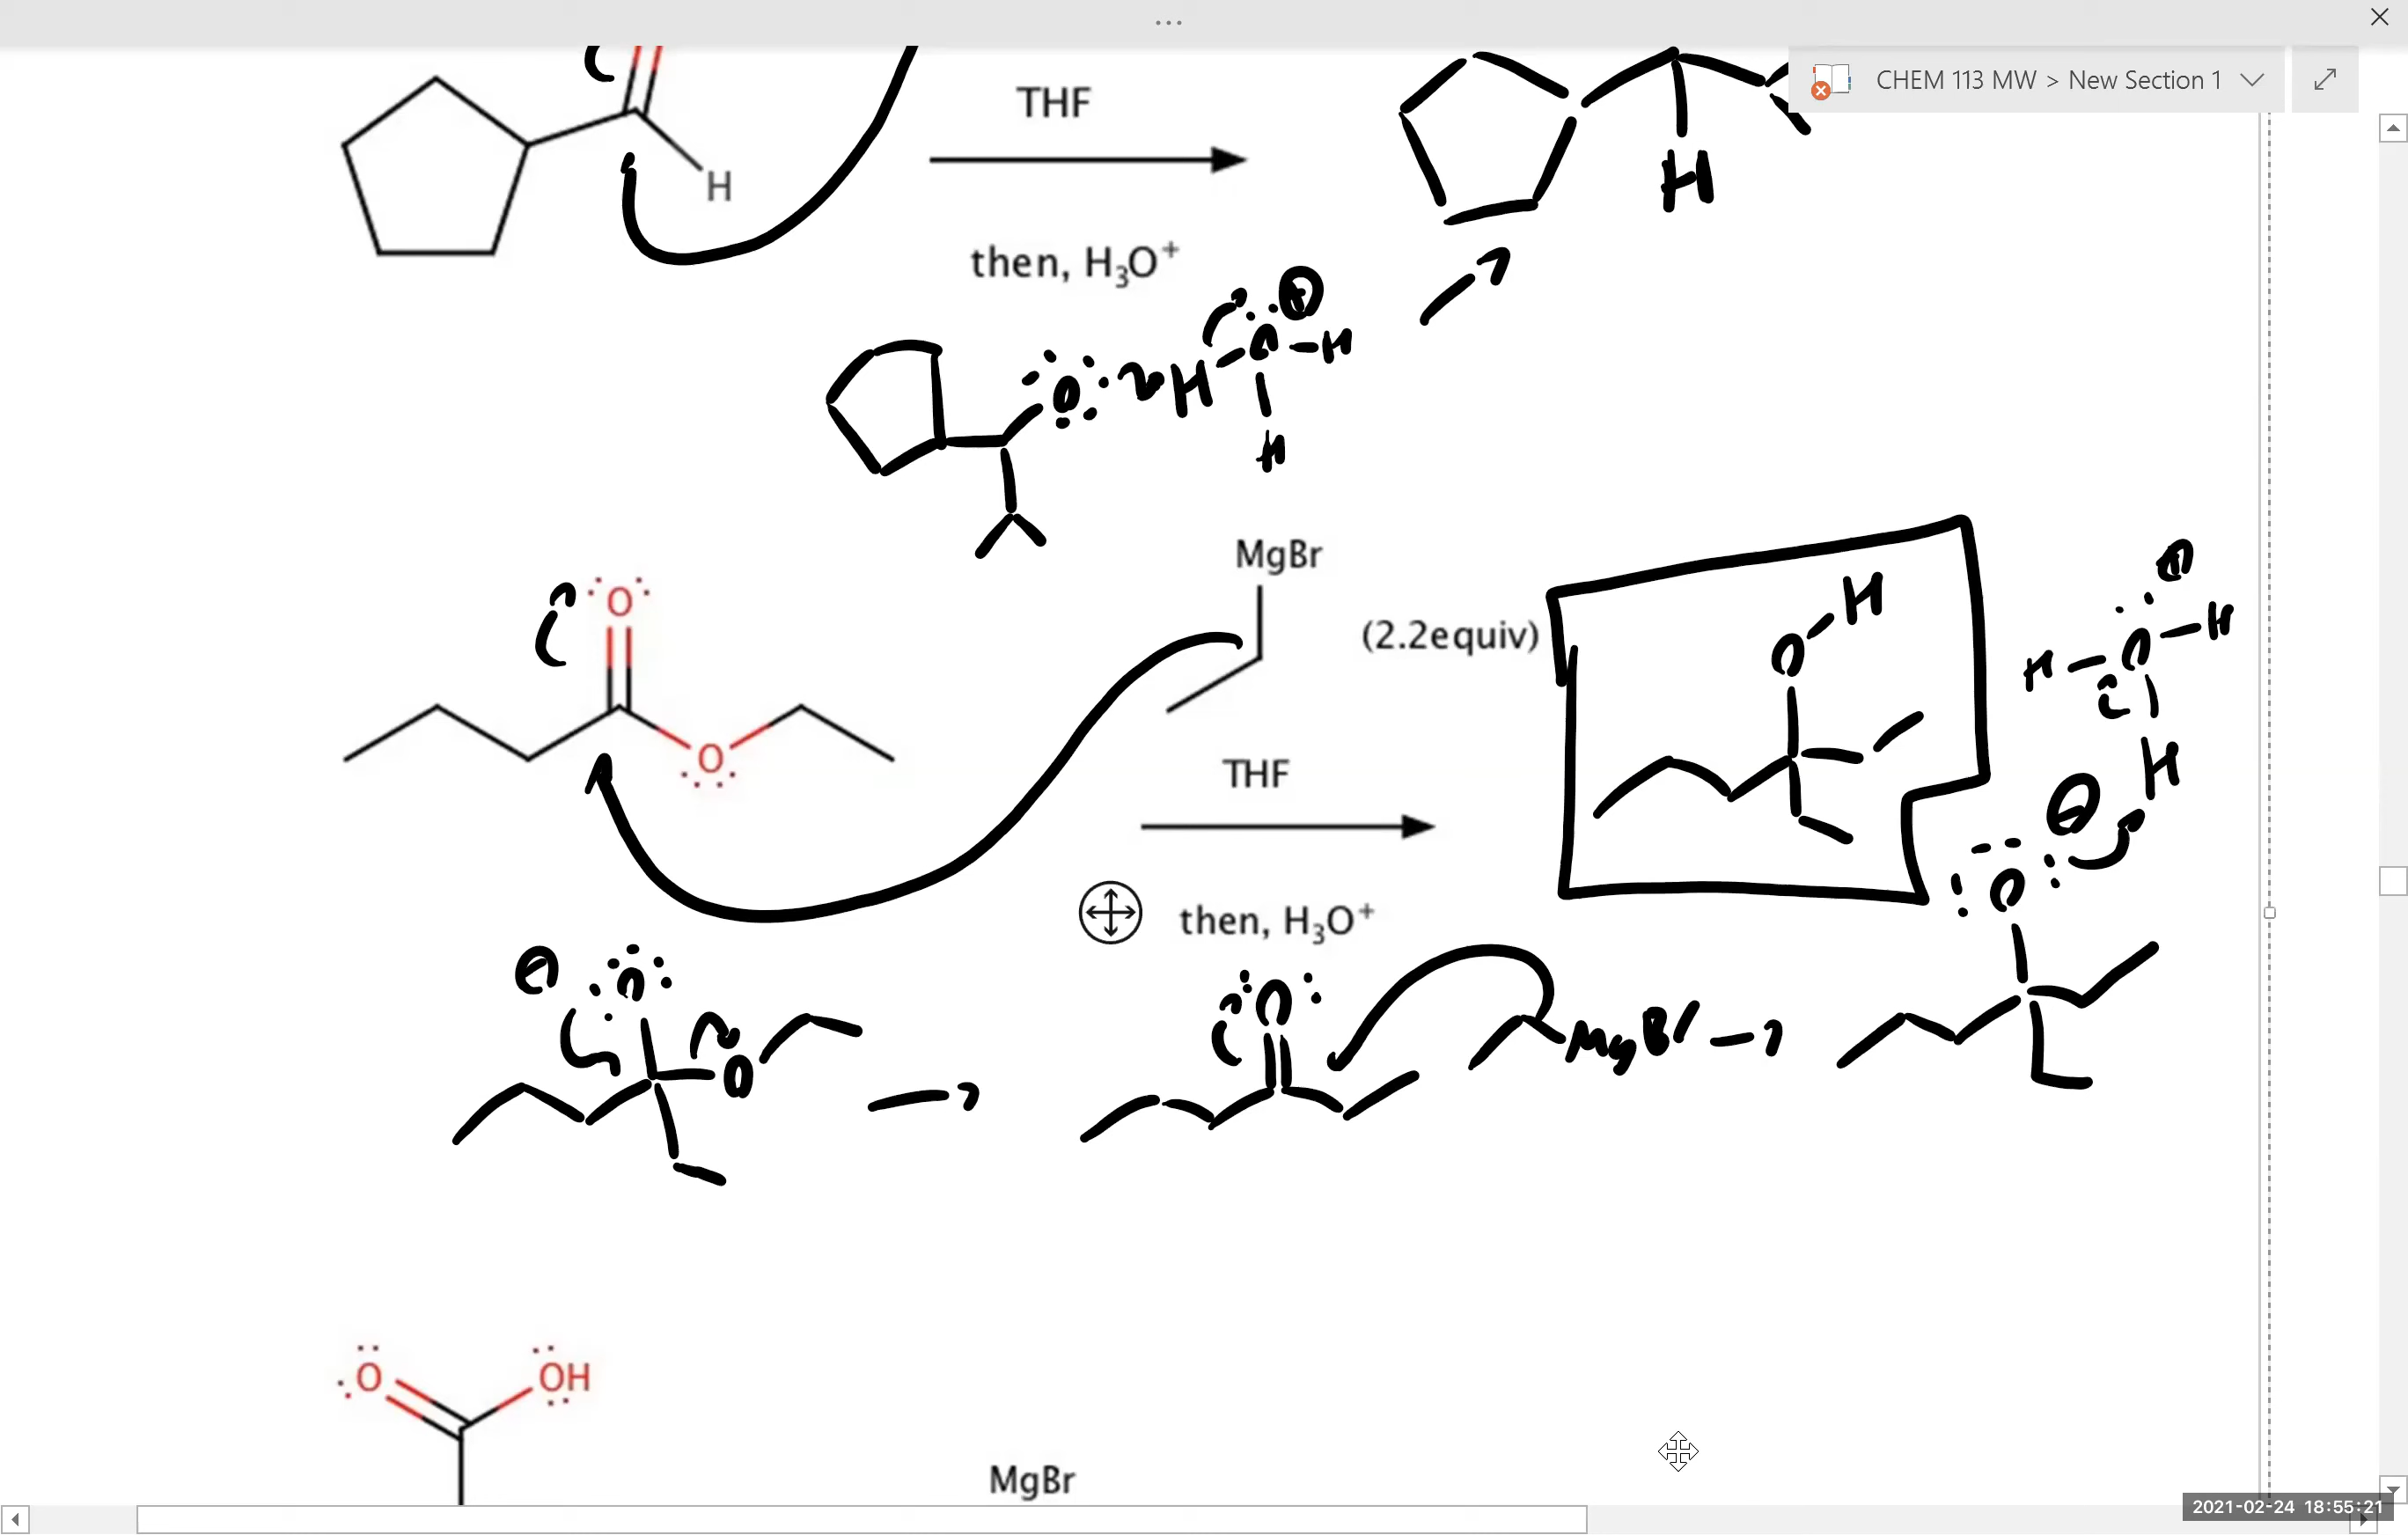 CHEM 113 MW > New Section 1
THF
H
H
then, H3O+
O
H
O
H
H
MgBr
O
H
(2.2equiv)
O
H
O
H
O
H
THF
then, H3O+
O
O
O
O
MgBr
O
O
OH
MgBr
2021-02-24 18:55:21